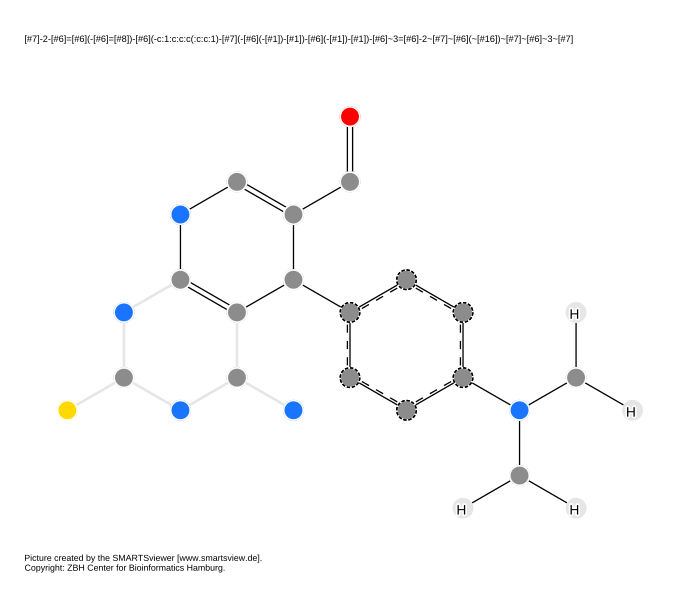 [#7]-2-[#6]=[#6](-[#6]=[#8])-[#6](-c:1:c:c:c(:c:c:1)-[#7](-[#6](-[#1])-[#1])-[#6](-[#1])-[#1])-[#6]~3=[#6]-2~[#7]~[#6](~[#16])~[#7]~[#6]~3~[#7]
H
H
H
H
Picture created by the SMARTSviewer [www.smartsview.de].
Copyright: ZBH Center for Bioinformatics Hamburg.